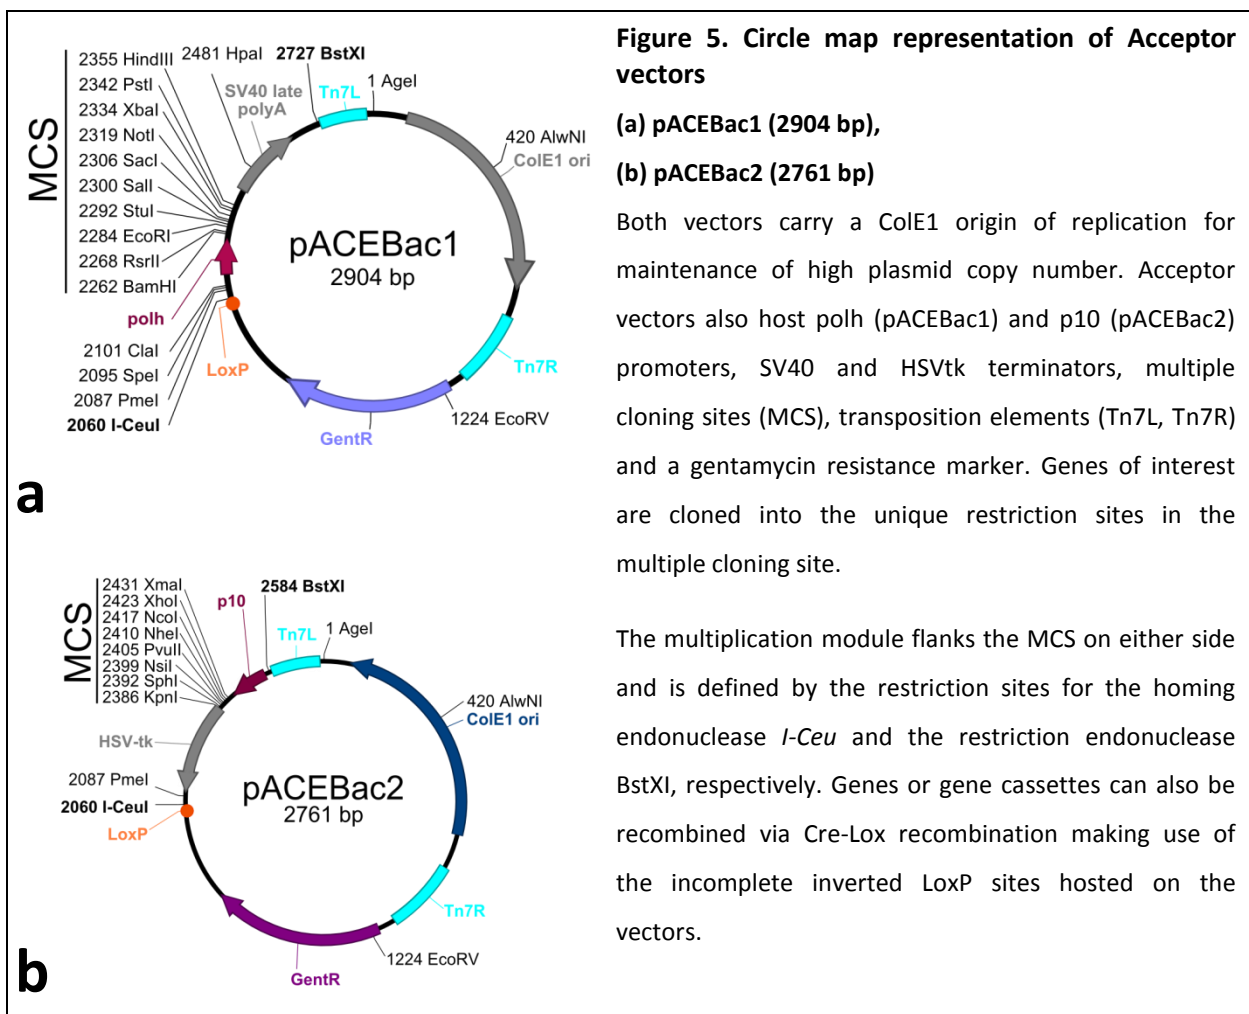 MCS
2355 HindIII
2342 PstI
2334 XbaI
2319 NotI
2306 SacI
2300 SalI
2292 StuI
2284 EcoRI
2268 RsrII
2262 BamHI
polh
2101 ClaI
2095 SpeI
2087 PmeI
2060 I-CeuI
LoxP
2481 HpaI
SV40 late
polyA
2727 BstXI
Tn7L
1 AgeI
420 AlwNI
ColE1 ori
pACEBac1
2904 bp
Tn7R
1224 EcoRV
GentR
a
MCS
2431 XmaI
2423 XhoI
2417 NcoI
2410 NheI
2405 PvuII
2399 NsiI
2392 SphI
2386 KpnI
p10
2584 BstXI
Tn7L
1 AgeI
420 AlwNI
ColE1 ori
HSV-tk
2087 PmeI
2060 I-CeuI
LoxP
pACEBac2
2761 bp
Tn7R
1224 EcoRV
GentR
b
Figure 5. Circle map representation of Acceptor
vectors
(a) pACEBac1 (2904 bp),
(b) pACEBac2 (2761 bp)
Both vectors carry a ColE1 origin of replication for
maintenance of high plasmid copy number. Acceptor
vectors also host polh (pACEBac1) and p10 (pACEBac2)
promoters, SV40 and HSVtk terminators, multiple
cloning sites (MCS), transposition elements (Tn7L, Tn7R)
and a gentamycin resistance marker. Genes of interest
are cloned into the unique restriction sites in the
multiple cloning site.
The multiplication module flanks the MCS on either side
and is defined by the restriction sites for the homing
endonuclease I-Ceu and the restriction endonuclease
BstXI, respectively. Genes or gene cassettes can also be
recombined via Cre-Lox recombination making use of
the incomplete inverted LoxP sites hosted on the
vectors.